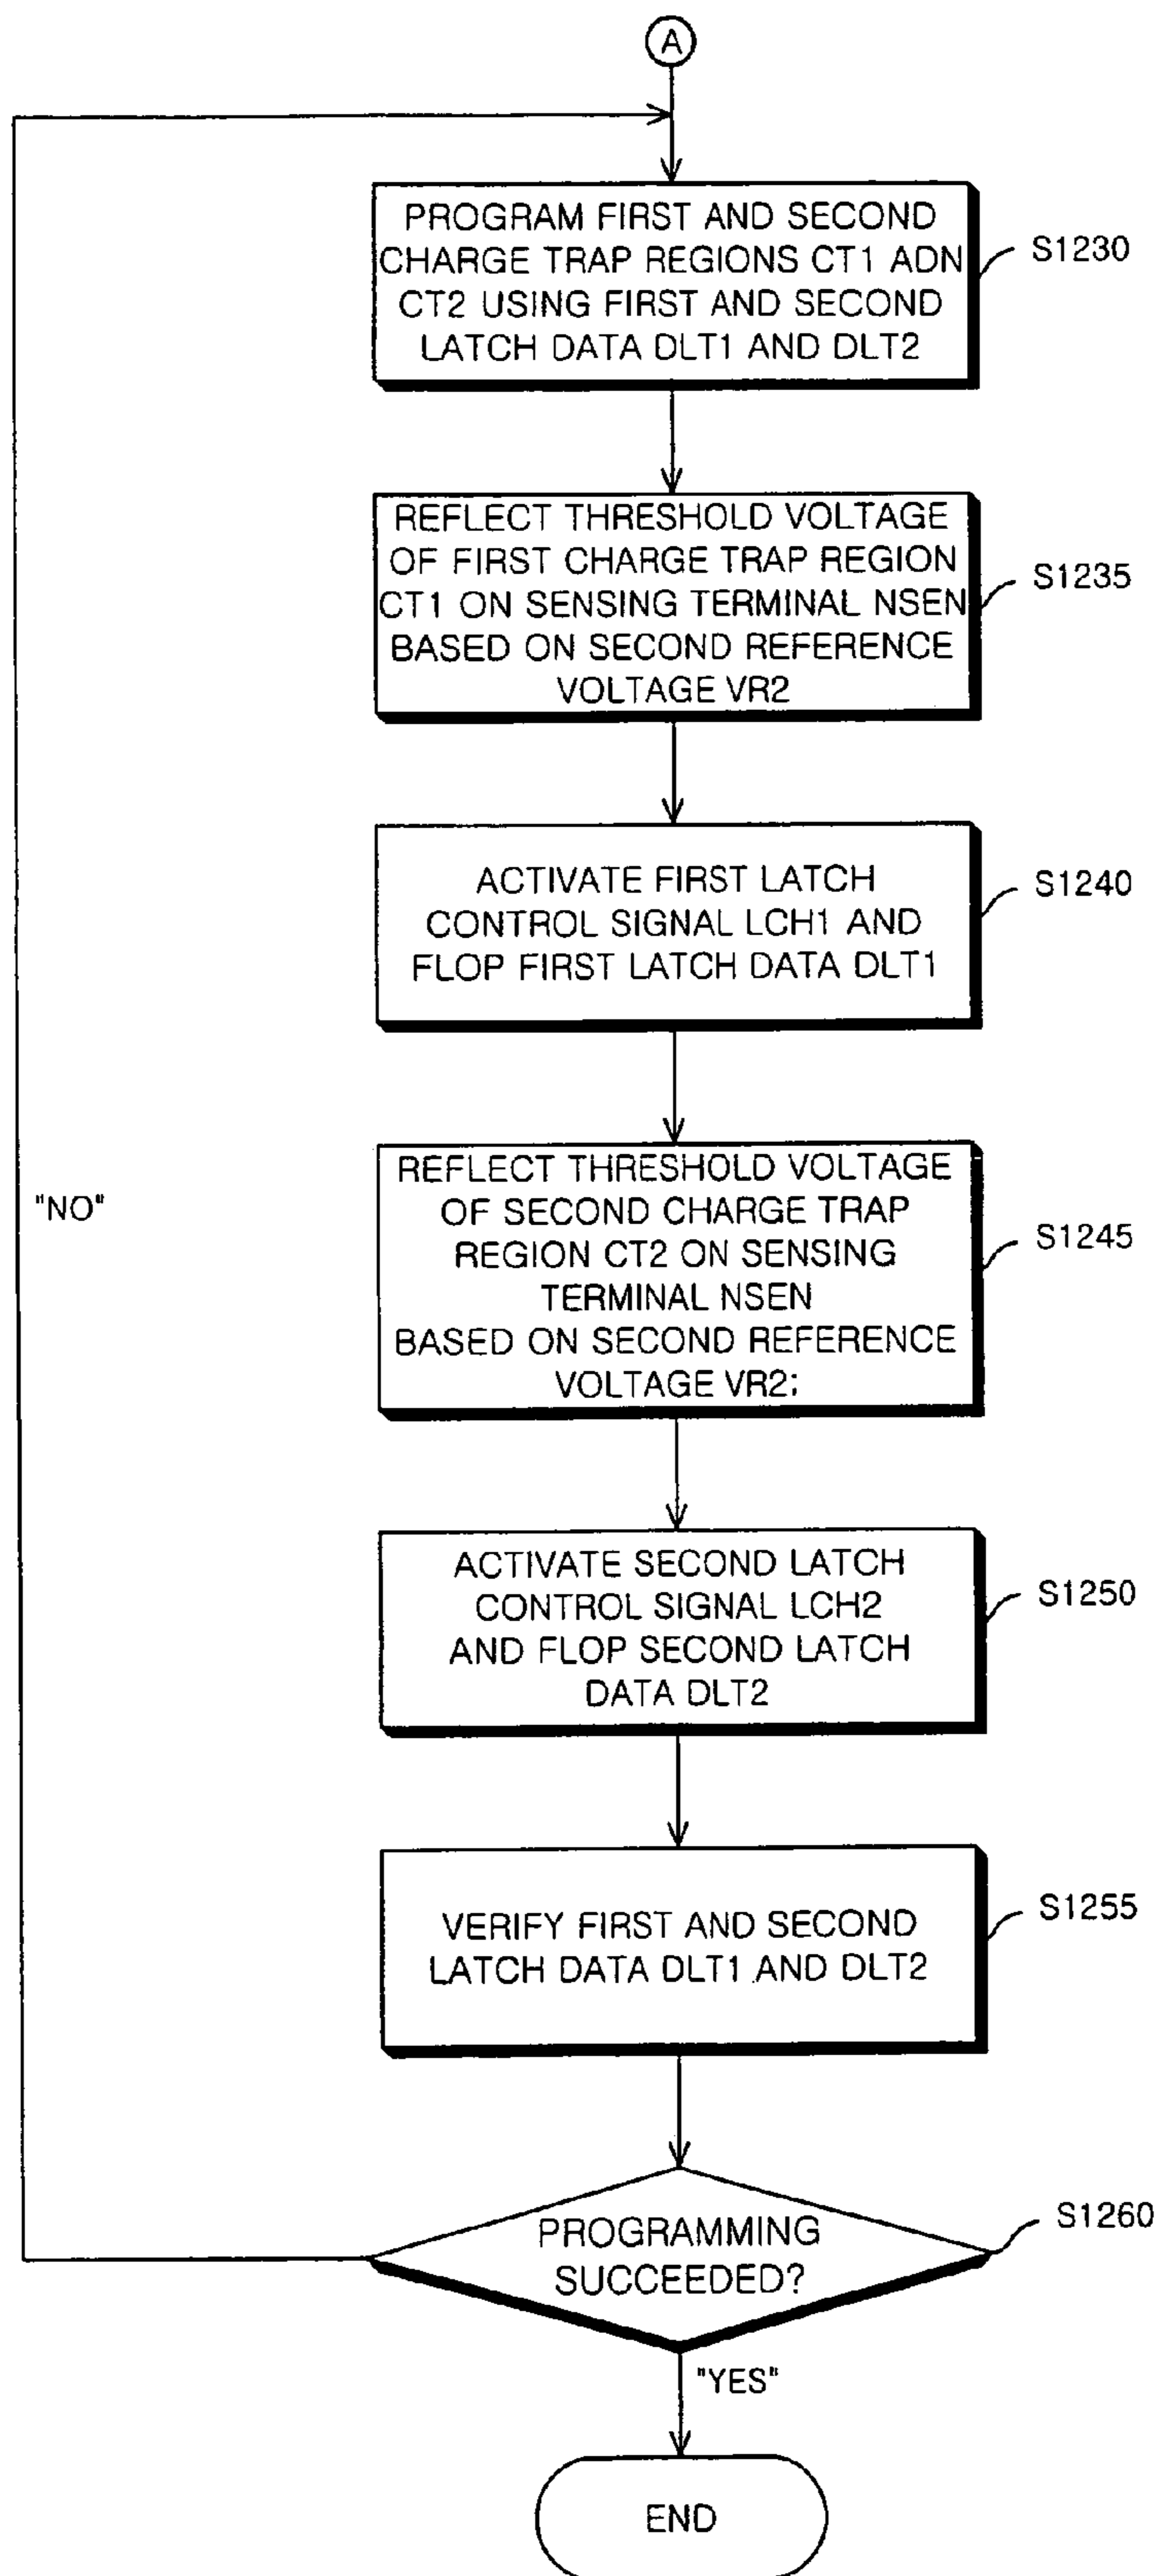 A
PROGRAM FIRST AND SECOND
CHARGE TRAP REGIONS CT1 ADN
CT2 USING FIRST AND SECOND
LATCH DATA DLT1 AND DLT2
S1230
REFLECT THRESHOLD VOLTAGE
OF FIRST CHARGE TRAP REGION
CT1 ON SENSING TERMINAL NSEN
BASED ON SECOND REFERENCE
VOLTAGE VR2
S1235
ACTIVATE FIRST LATCH
CONTROL SIGNAL LCH1 AND
FLOP FIRST LATCH DATA DLT1
S1240
REFLECT THRESHOLD VOLTAGE
OF SECOND CHARGE TRAP
REGION CT2 ON SENSING
TERMINAL NSEN
BASED ON SECOND REFERENCE
VOLTAGE VR2;
S1245
"NO"
ACTIVATE SECOND LATCH
CONTROL SIGNAL LCH2
AND FLOP SECOND LATCH
DATA DLT2
S1250
VERIFY FIRST AND SECOND
LATCH DATA DLT1 AND DLT2
S1255
PROGRAMMING
SUCCEEDED?
S1260
"YES"
END